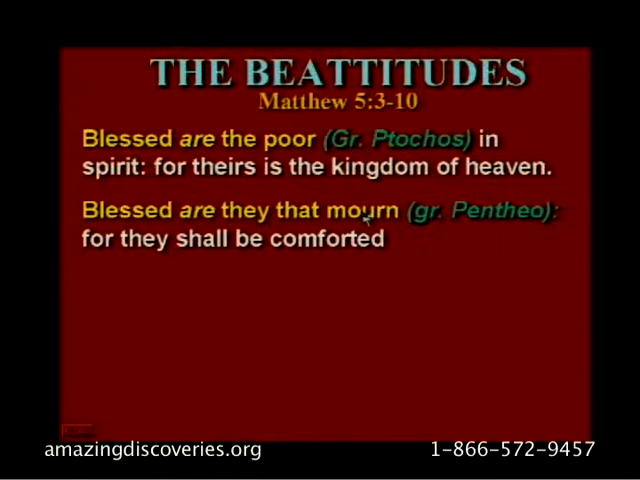 THE BEATTITUDES
Matthew 5:3-10
Blessed are the poor (Gr. Ptochos) in
spirit: for theirs is the kingdom of heaven.
Blessed are they that mourn (gr. Pentheo):
for they shall be comforted
amazingdiscoveries.org
1-866-572-9457